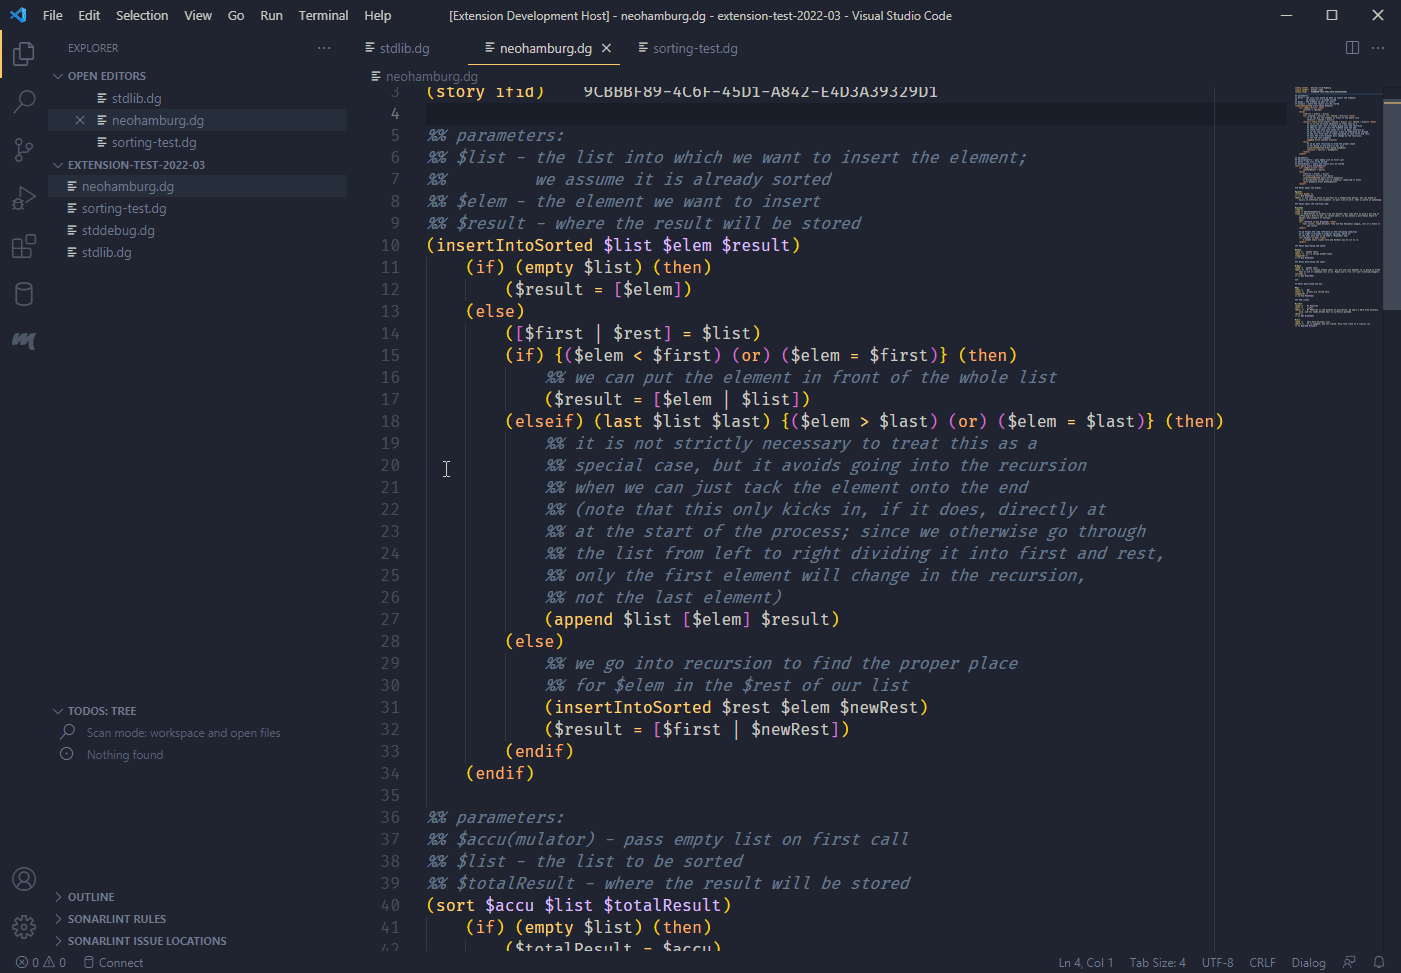 File Edit Selection View Go Run Terminal Help [Extension Development Host] - neohamburg.dg - extension-test-2022-03 - Visual Studio Code
EXPLORER
OPEN EDITORS
stdlib.dg
neohamburg.dg
sorting-test.dg
EXTENSION-TEST-2022-03
neohamburg.dg
sorting-test.dg
stddebug.dg
stdlib.dg
TODOS: TREE
Scan mode: workspace and open files
Nothing found
OUTLINE
SONARLINT RULES
SONARLINT ISSUE LOCATIONS
stdlib.dg neohamburg.dg sorting-test.dg
neohamburg.dg
3 (story ifid) 9CBBBF89-4C6F-45D1-A842-E4D3A39329D1
4
5 %% parameters:
6 %% $list - the list into which we want to insert the element;
7 %% we assume it is already sorted
8 %% $elem - the element we want to insert
9 %% $result - where the result will be stored
10 (insertIntoSorted $list $elem $result)
11 (if) (empty $list) (then)
12 ($result = [$elem])
13 (else)
14 ([$first | $rest] = $list)
15 (if) {($elem < $first) (or) ($elem = $first)} (then)
16 %% we can put the element in front of the whole list
17 ($result = [$elem | $list])
18 (elseif) (last $list $last) {($elem > $last) (or) ($elem = $last)} (then)
19 %% it is not strictly necessary to treat this as a
20 %% special case, but it avoids going into the recursion
21 %% when we can just tack the element onto the end
22 %% (note that this only kicks in, if it does, directly at
23 %% at the start of the process; since we otherwise go through
24 %% the list from left to right dividing it into first and rest,
25 %% only the first element will change in the recursion,
26 %% not the last element)
27 (append $list [$elem] $result)
28 (else)
29 %% we go into recursion to find the proper place
30 %% for $elem in the $rest of our list
31 (insertIntoSorted $rest $elem $newRest)
32 ($result = [$first | $newRest])
33 (endif)
34 (endif)
35
36 %% parameters:
37 %% $accu(mulator) - pass empty list on first call
38 %% $list - the list to be sorted
39 %% $totalResult - where the result will be stored
40 (sort $accu $list $totalResult)
41 (if) (empty $list) (then)
42 ($totalResult = $accu)
0 0 Connect Ln 4, Col 1 Tab Size: 4 UTF-8 CRLF Dialog